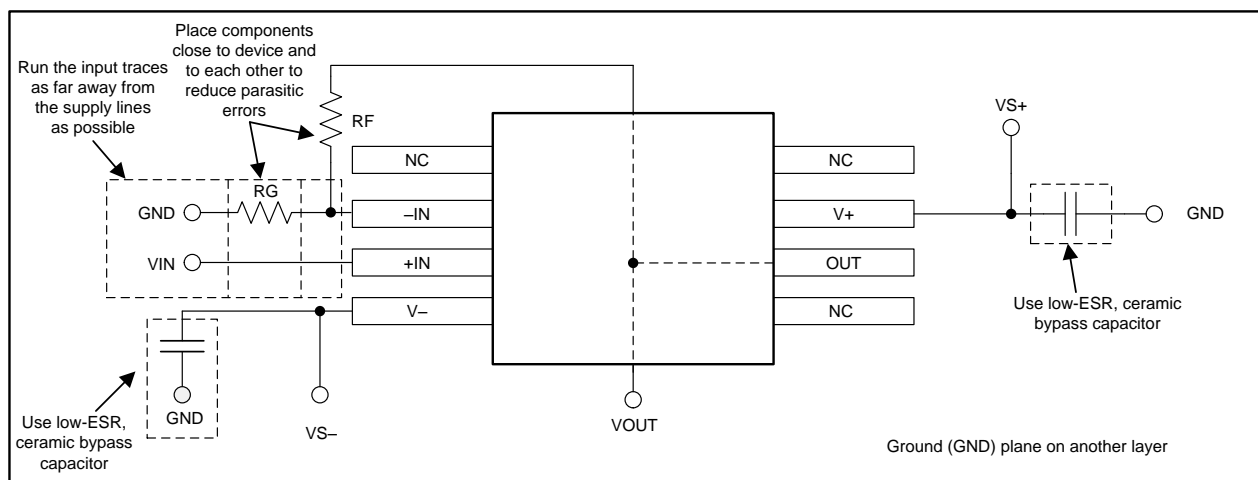 Place components
close to device and
to each other to
reduce parasitic
errors
Run the input traces
as far away from
the supply lines
as possible
RF
VS+
NC
NC
RG
GND
–IN
V+
GND
VIN
+IN
OUT
V–
NC
Use low-ESR, ceramic
bypass capacitor
GND
Use low-ESR,
ceramic bypass
capacitor
VS–
VOUT
Ground (GND) plane on another layer